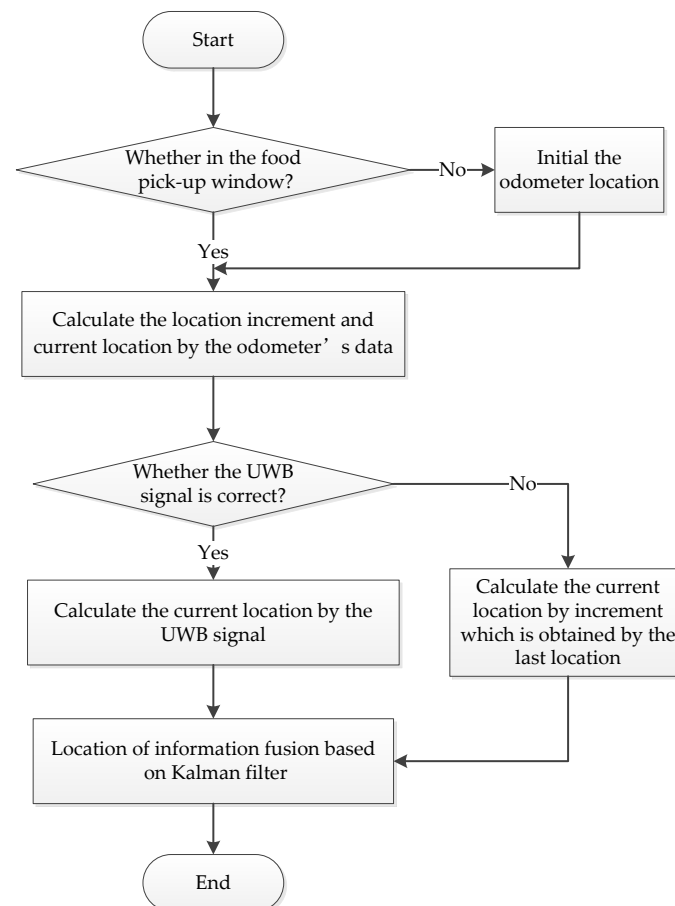 Start
Whether in the food
pick-up window?
No
Initial the
odometer location
Yes
Calculate the location increment and
current location by the odometer’ s data
Whether the UWB
signal is correct?
No
Yes
Calculate the current location by the
UWB signal
Calculate the current
location by increment
which is obtained by the
last location
Location of information fusion based
on Kalman filter
End